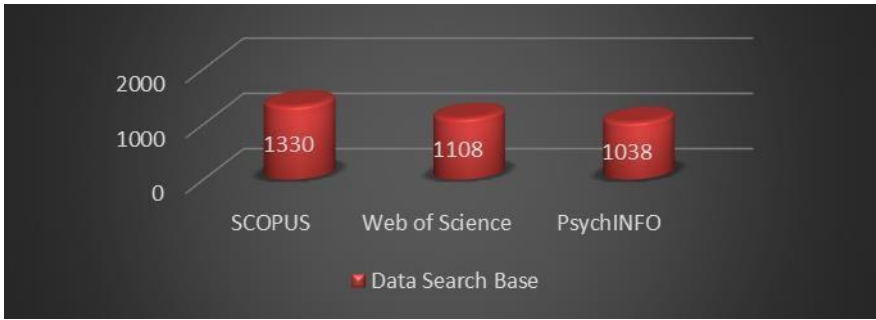 2000
1000
0
1330
1108
1038
SCOPUS
Web of Science
PsychINFO
Data Search Base